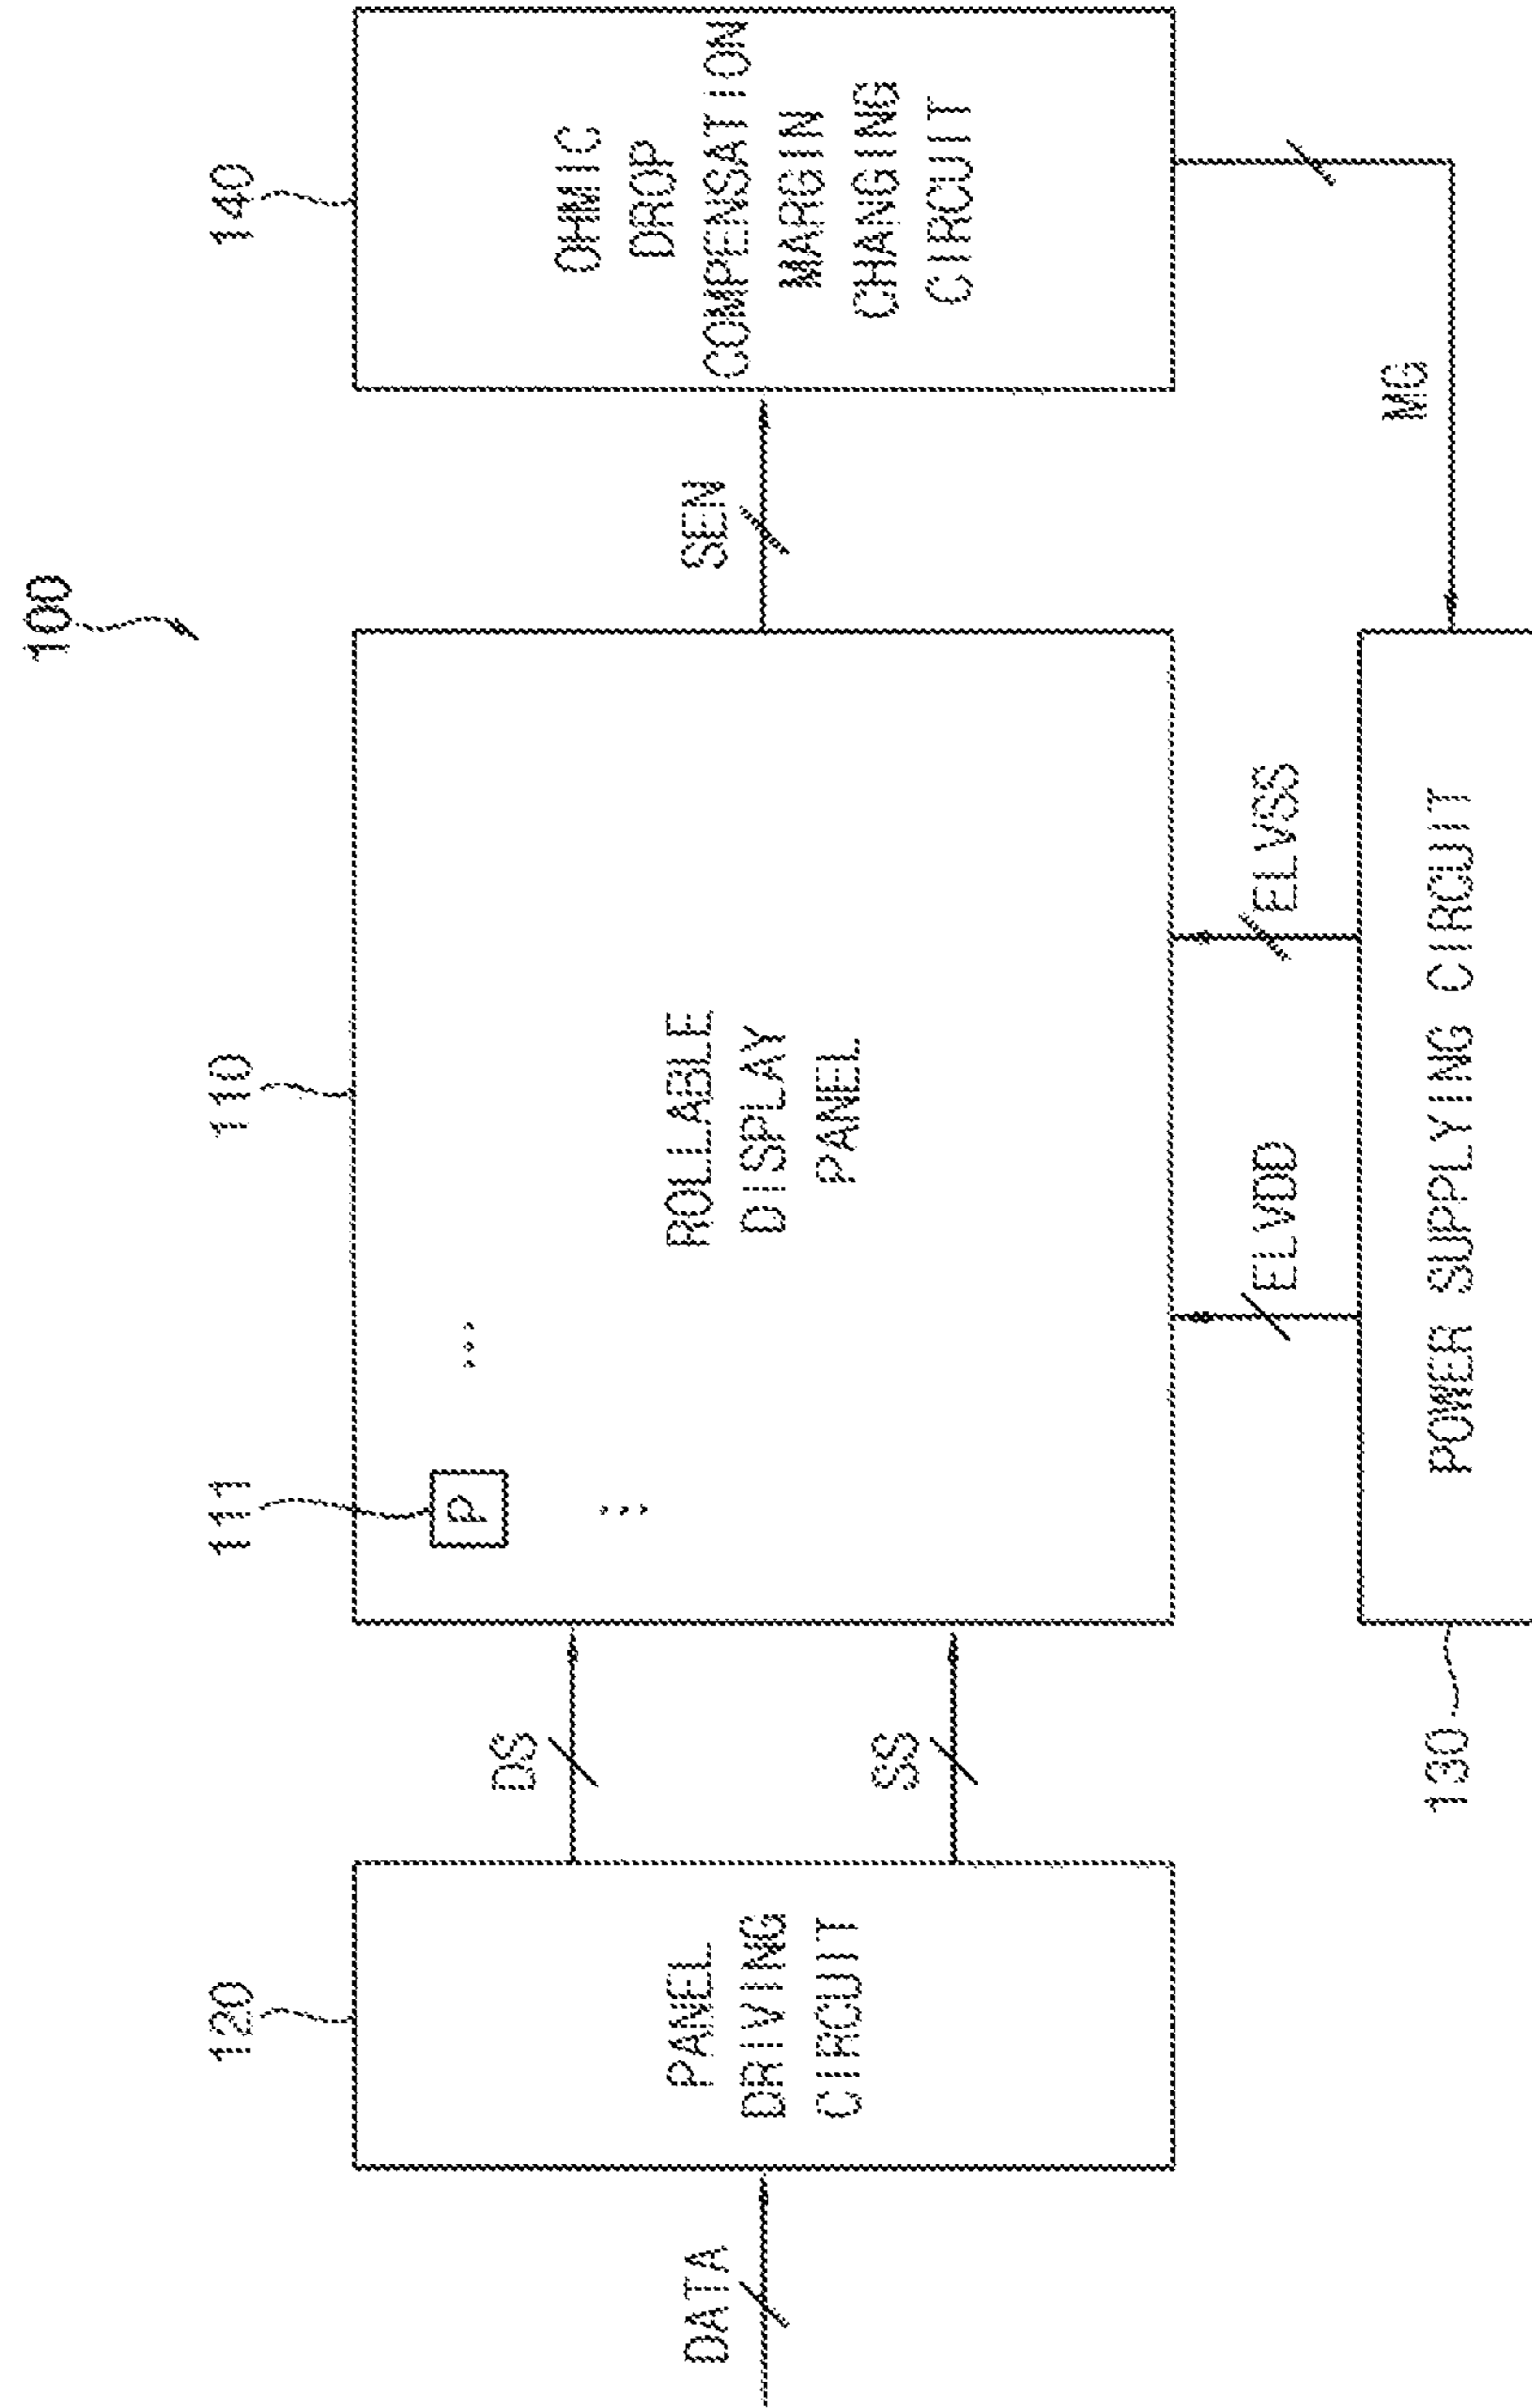 100
120
110
140
111
P
...
...
DATA
PANEL
DRIVING
CIRCUIT
DS
SS
ROLLABLE
DISPLAY
PANEL
SEN
OHMIC
DROP
COMPENSATION
MARGIN
CHANGING
CIRCUIT
ELVDD
ELVSS
MG
130
POWER SUPPLYING CIRCUIT